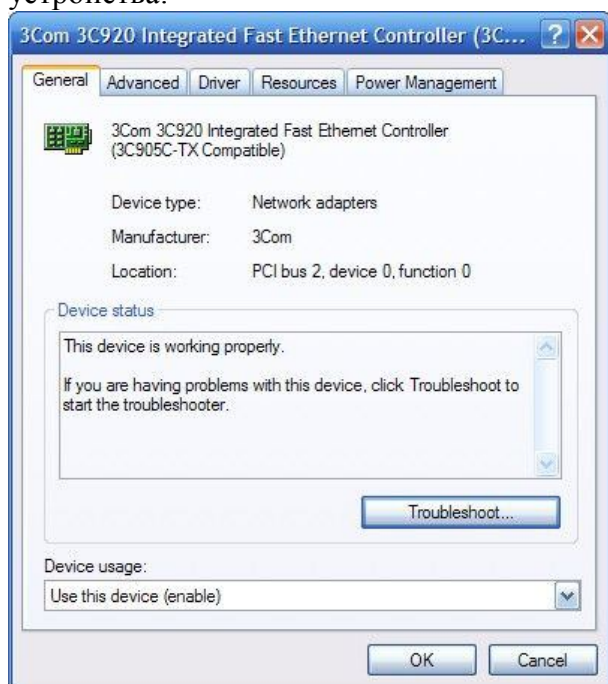 устройства.
3Com 3C920 Integrated Fast Ethernet Controller (3C...
General Advanced Driver Resources Power Management
3Com 3C920 Integrated Fast Ethernet Controller
(3C905C-TX Compatible)
Device type: Network adapters
Manufacturer: 3Com
Location: PCI bus 2, device 0, function 0
Device status
This device is working properly.
If you are having problems with this device, click Troubleshoot to
start the troubleshooter.
Troubleshoot...
Device usage:
Use this device (enable)
OK Cancel